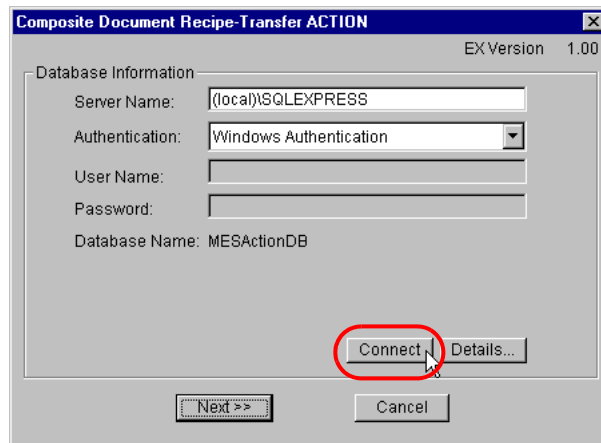 Composite Document Recipe-Transfer ACTION
EX Version 1.00
Database Information
Server Name: (local)\SQLEXPRESS
Authentication: Windows Authentication
User Name:
Password:
Database Name: MESActionDB
Connect Details...
Next >> Cancel